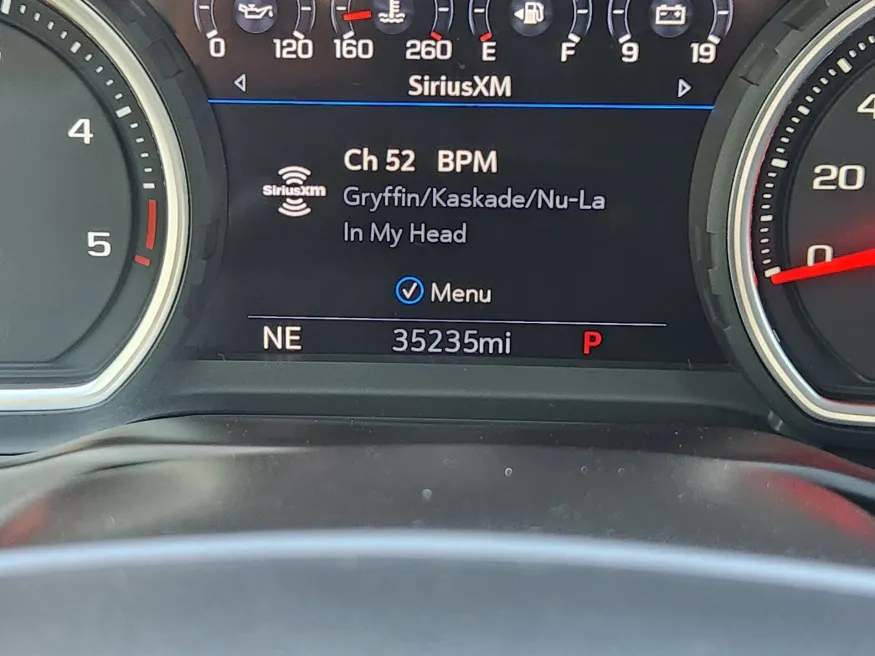 0 120 160 260 E F 9 19
SiriusXM
4
5
Ch 52 BPM
SiriusXm
Gryffin/Kaskade/Nu-La
In My Head
Menu
NE 35235mi P
4
20
0